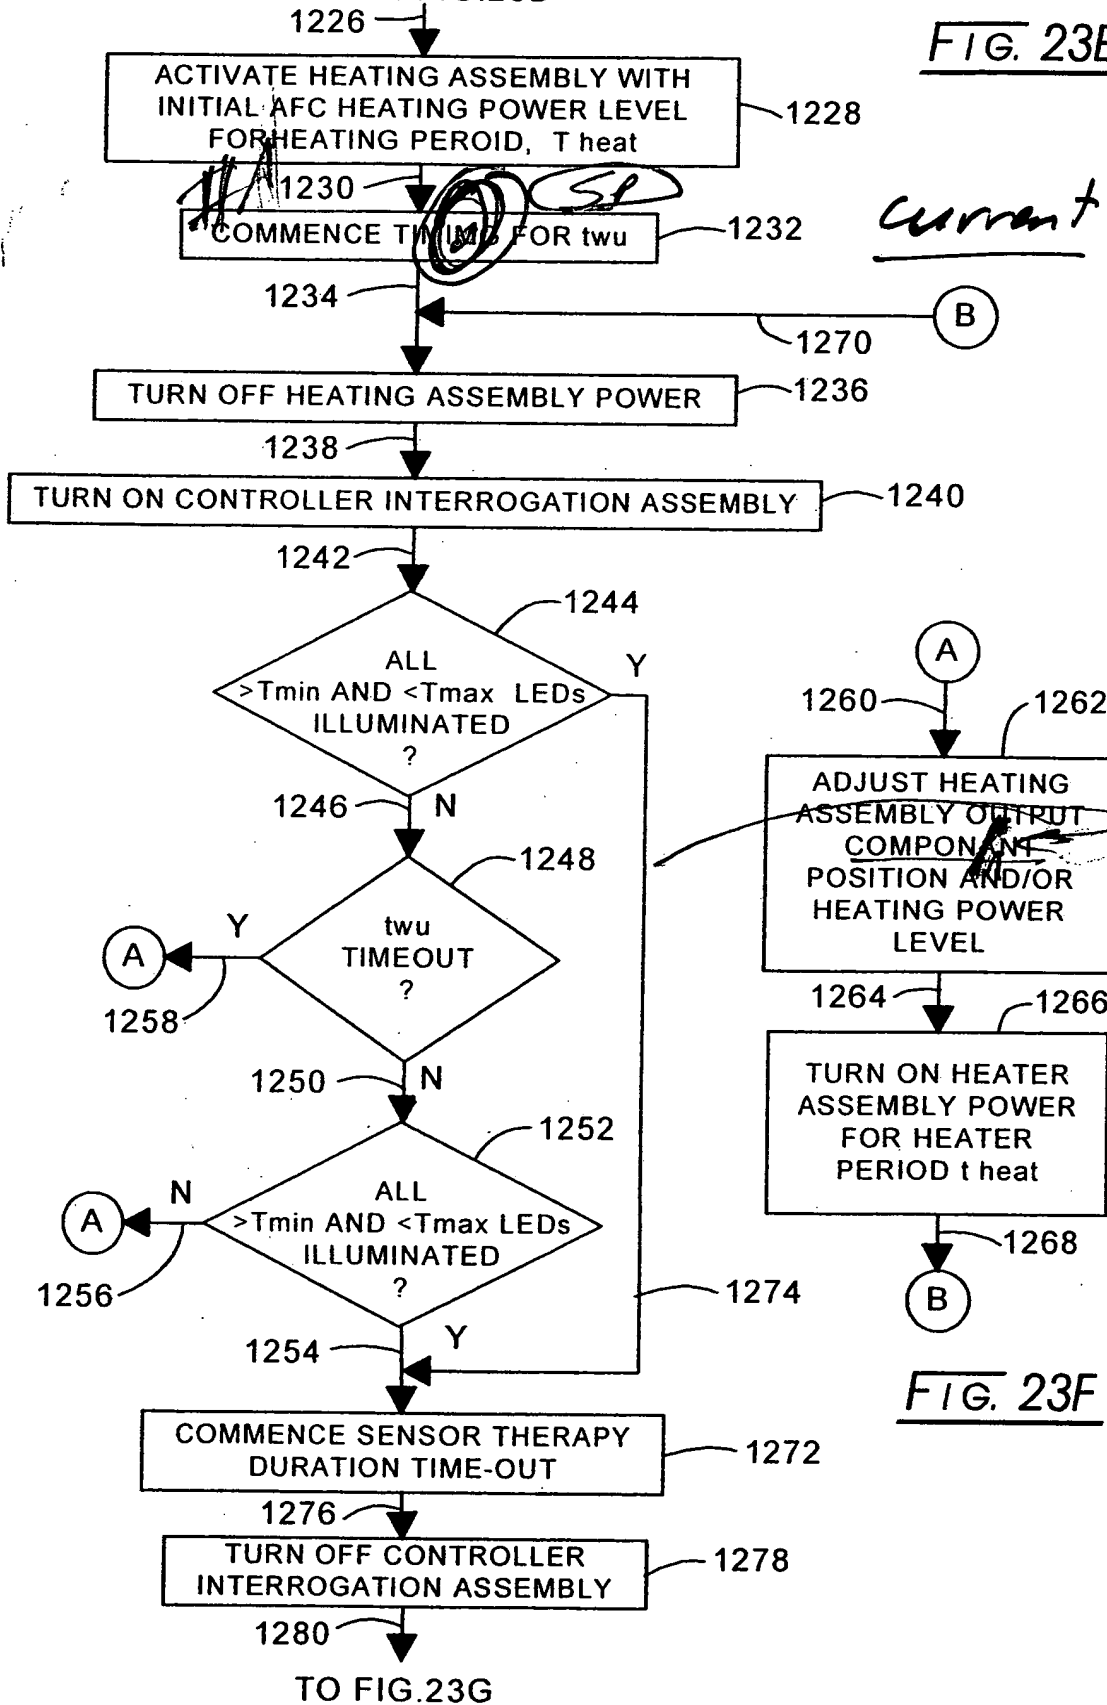 1226
FIG. 23E
ACTIVATE HEATING ASSEMBLY WITH
INITIAL AFC HEATING POWER LEVEL
FOR HEATING PEROID, T heat
1228
1230
SP
COMMENCE TIMIMG FOR twu
1232
current
1234
B
1270
TURN OFF HEATING ASSEMBLY POWER
1236
1238
TURN ON CONTROLLER INTERROGATION ASSEMBLY
1240
1242
1244
ALL
>Tmin AND <Tmax LEDs
ILLUMINATED
?
Y
1246
N
1248
twu
TIMEOUT
?
Y
A
1258
1250
N
1252
ALL
>Tmin AND <Tmax LEDs
ILLUMINATED
?
N
A
1256
1274
1254
Y
COMMENCE SENSOR THERAPY
DURATION TIME-OUT
1272
1276
TURN OFF CONTROLLER
INTERROGATION ASSEMBLY
1278
1280
TO FIG.23G
A
1260
1262
ADJUST HEATING
ASSEMBLY OUTPUT
COMPONANT
POSITION AND/OR
HEATING POWER
LEVEL
1264
1266
TURN ON HEATER
ASSEMBLY POWER
FOR HEATER
PERIOD t heat
1268
B
FIG. 23F